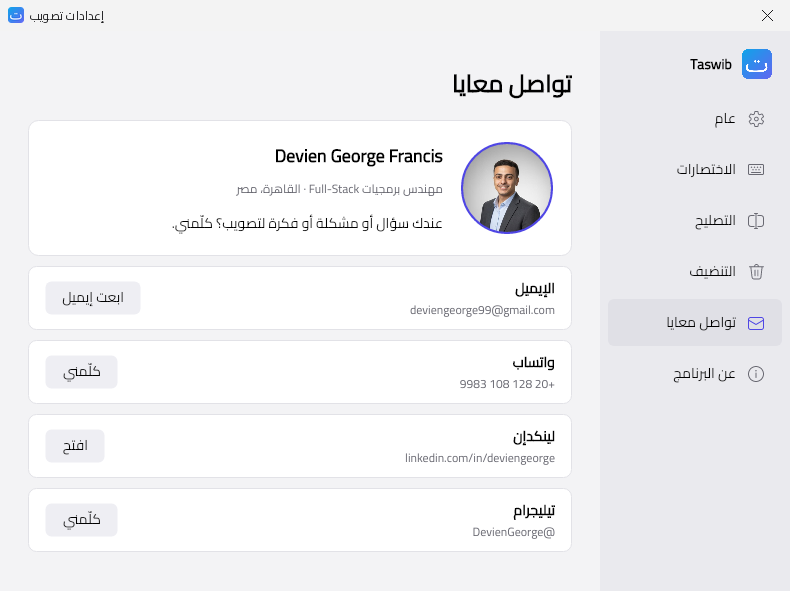 إعدادات تصويب
Taswib
عام
الاختصارات
التصليح
التنضيف
تواصل معايا
عن البرنامج
تواصل معايا
Devien George Francis
مهندس برمجيات Full-Stack · القاهرة، مصر
عندك سؤال أو مشكلة أو فكرة لتصويب؟ كلّمني.
الإيميل
deviengeorge99@gmail.com
ابعت إيميل
واتساب
+20 128 108 9983
كلّمني
لينكدإن
linkedin.com/in/deviengeorge
افتح
تيليجرام
@DevienGeorge
كلّمني